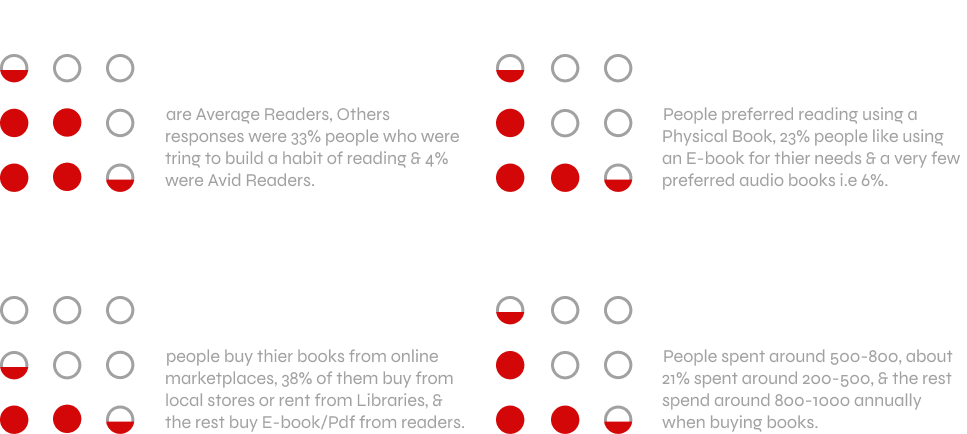 are Average Readers, Others
responses were 33% people who were
tring to build a habit of reading & 4%
were Avid Readers.
People preferred reading using a
Physical Book, 23% people like using
an E-book for thier needs & a very few
preferred audio books i.e 6%.
people buy thier books from online
marketplaces, 38% of them buy from
local stores or rent from Libraries, &
the rest buy E-book/Pdf from readers.
People spent around 500-800, about
21% spent around 200-500, & the rest
spend around 800-1000 annually
when buying books.